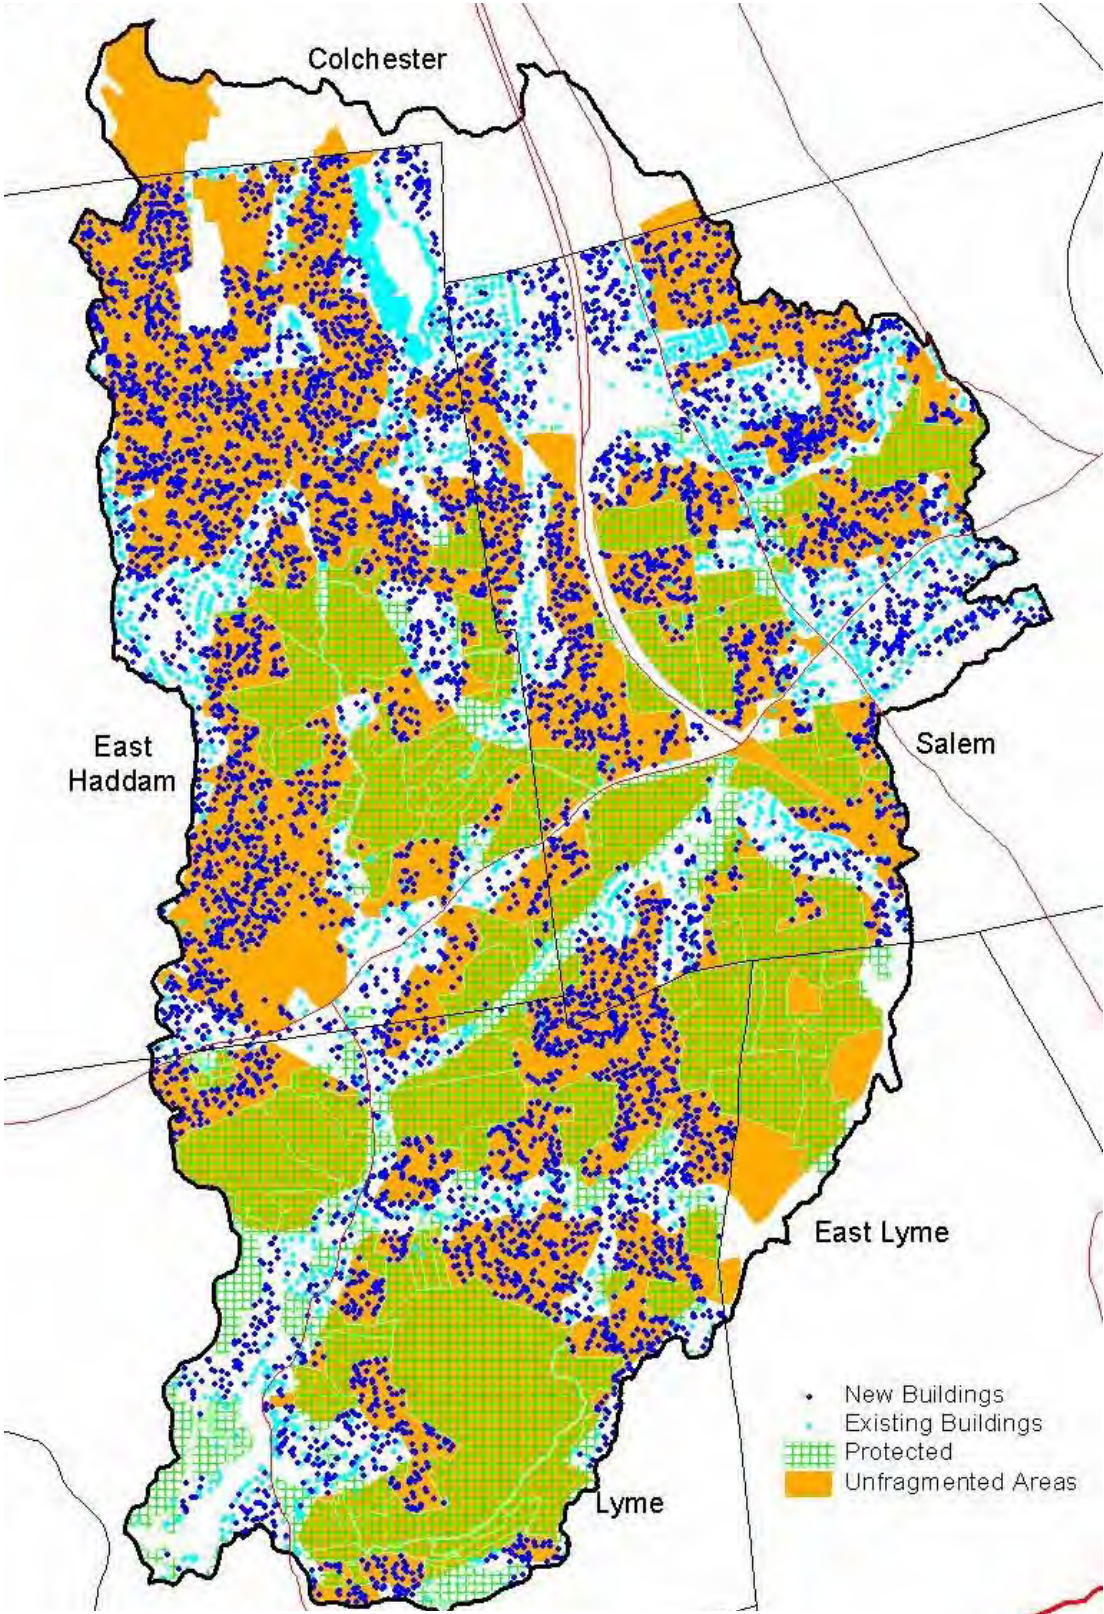 Colchester
East
Haddam
Salem
East Lyme
New Buildings
Existing Buildings
Protected
Unfragmented Areas
Lyme